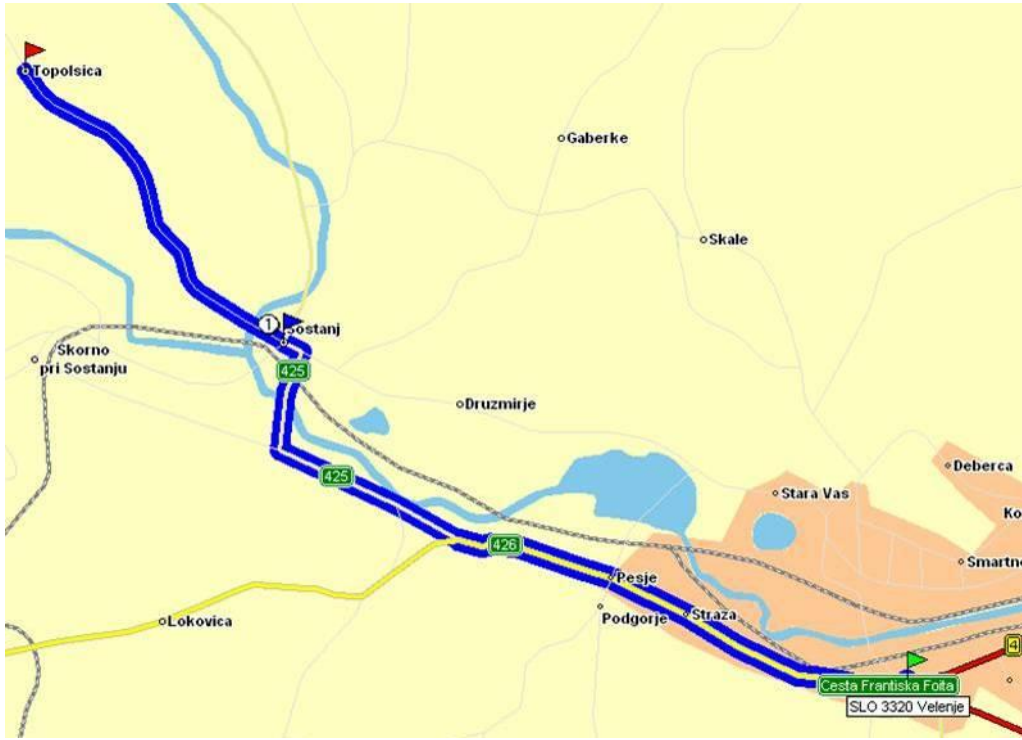 Topolsica
Gaberke
Skale
1
Sostanj
Skorno
pri Sostanju
425
Druzmirje
Deberca
425
Stara Vas
Ko
426
Smartno
Pesje
Podgorje
Straza
Lokovica
4
Cesta Frantiska Foita
SLO 3320 Velenje